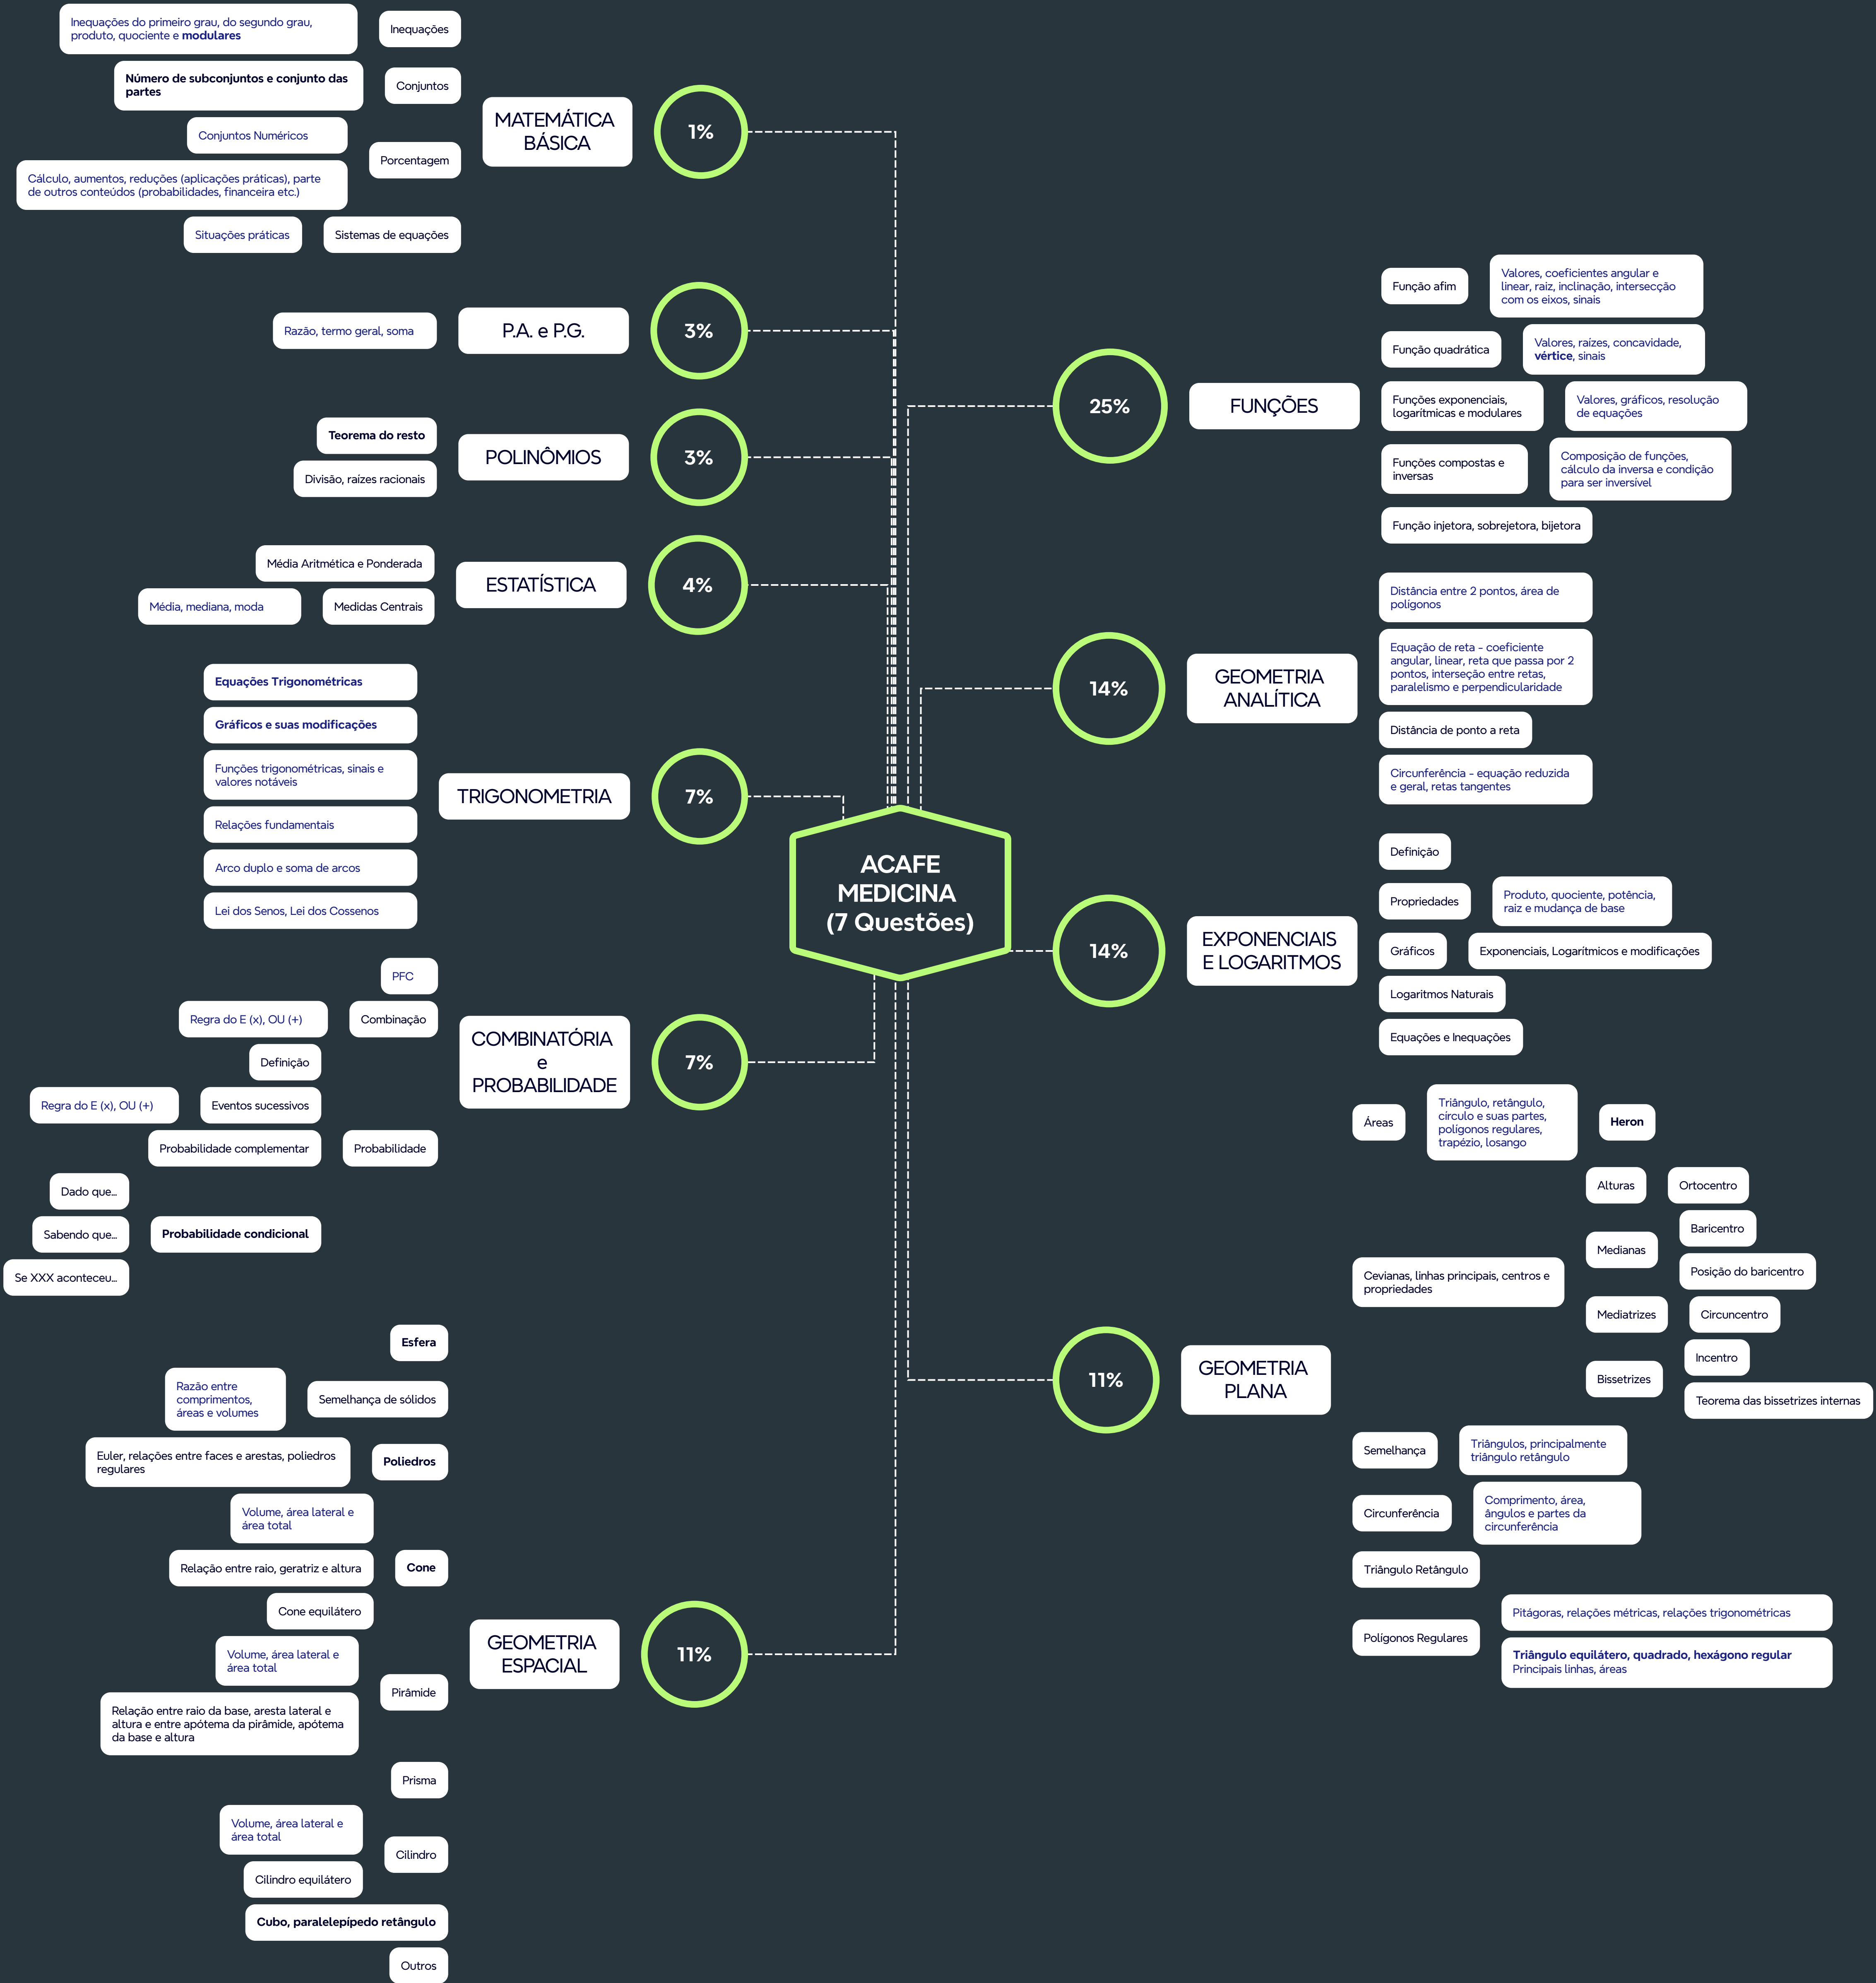 Inequações do primeiro grau, do segundo grau,
produto, quociente e modulares
Inequações
Número de subconjuntos e conjunto das
partes
Conjuntos
Conjuntos Numéricos
Porcentagem
Cálculo, aumentos, reduções (aplicações práticas), parte
de outros conteúdos (probabilidades, financeira etc.)
Situações práticas
Sistemas de equações
MATEMÁTICA
BÁSICA
1%
Razão, termo geral, soma
P.A. e P.G.
3%
Teorema do resto
Divisão, raízes racionais
POLINÔMIOS
3%
Média Aritmética e Ponderada
Média, mediana, moda
Medidas Centrais
ESTATÍSTICA
4%
Equações Trigonométricas
Gráficos e suas modificações
Funções trigonométricas, sinais e
valores notáveis
Relações fundamentais
Arco duplo e soma de arcos
Lei dos Senos, Lei dos Cossenos
TRIGONOMETRIA
7%
PFC
Regra do E (x), OU (+)
Combinação
Definição
Regra do E (x), OU (+)
Eventos sucessivos
Probabilidade complementar
Probabilidade
Dado que...
Sabendo que...
Probabilidade condicional
Se XXX aconteceu...
COMBINATÓRIA
e
PROBABILIDADE
7%
Esfera
Razão entre
comprimentos,
áreas e volumes
Semelhança de sólidos
Euler, relações entre faces e arestas, poliedros
regulares
Poliedros
Volume, área lateral e
área total
Relação entre raio, geratriz e altura
Cone
Cone equilátero
Volume, área lateral e
área total
Pirâmide
Relação entre raio da base, aresta lateral e
altura e entre apótema da pirâmide, apótema
da base e altura
Prisma
Volume, área lateral e
área total
Cilindro
Cilindro equilátero
Cubo, paralelepípedo retângulo
Outros
GEOMETRIA
ESPACIAL
11%
ACAFE
MEDICINA
(7 Questões)
25%
FUNÇÕES
Função afim
Valores, coeficientes angular e
linear, raiz, inclinação, intersecção
com os eixos, sinais
Função quadrática
Valores, raízes, concavidade,
vértice, sinais
Funções exponenciais,
logarítmicas e modulares
Valores, gráficos, resolução
de equações
Funções compostas e
inversas
Composição de funções,
cálculo da inversa e condição
para ser inversível
Função injetora, sobrejetora, bijetora
14%
GEOMETRIA
ANALÍTICA
Distância entre 2 pontos, área de
polígonos
Equação de reta - coeficiente
angular, linear, reta que passa por 2
pontos, interseção entre retas,
paralelismo e perpendicularidade
Distância de ponto a reta
Circunferência - equação reduzida
e geral, retas tangentes
14%
EXPONENCIAIS
E LOGARITMOS
Definição
Propriedades
Produto, quociente, potência,
raiz e mudança de base
Gráficos
Exponenciais, Logarítmicos e modificações
Logaritmos Naturais
Equações e Inequações
11%
GEOMETRIA
PLANA
Áreas
Triângulo, retângulo,
círculo e suas partes,
polígonos regulares,
trapézio, losango
Heron
Cevianas, linhas principais, centros e
propriedades
Alturas
Ortocentro
Medianas
Baricentro
Posição do baricentro
Mediatrizes
Circuncentro
Bissetrizes
Incentro
Teorema das bissetrizes internas
Semelhança
Triângulos, principalmente
triângulo retângulo
Circunferência
Comprimento, área,
ângulos e partes da
circunferência
Triângulo Retângulo
Polígonos Regulares
Pitágoras, relações métricas, relações trigonométricas
Triângulo equilátero, quadrado, hexágono regular
Principais linhas, áreas